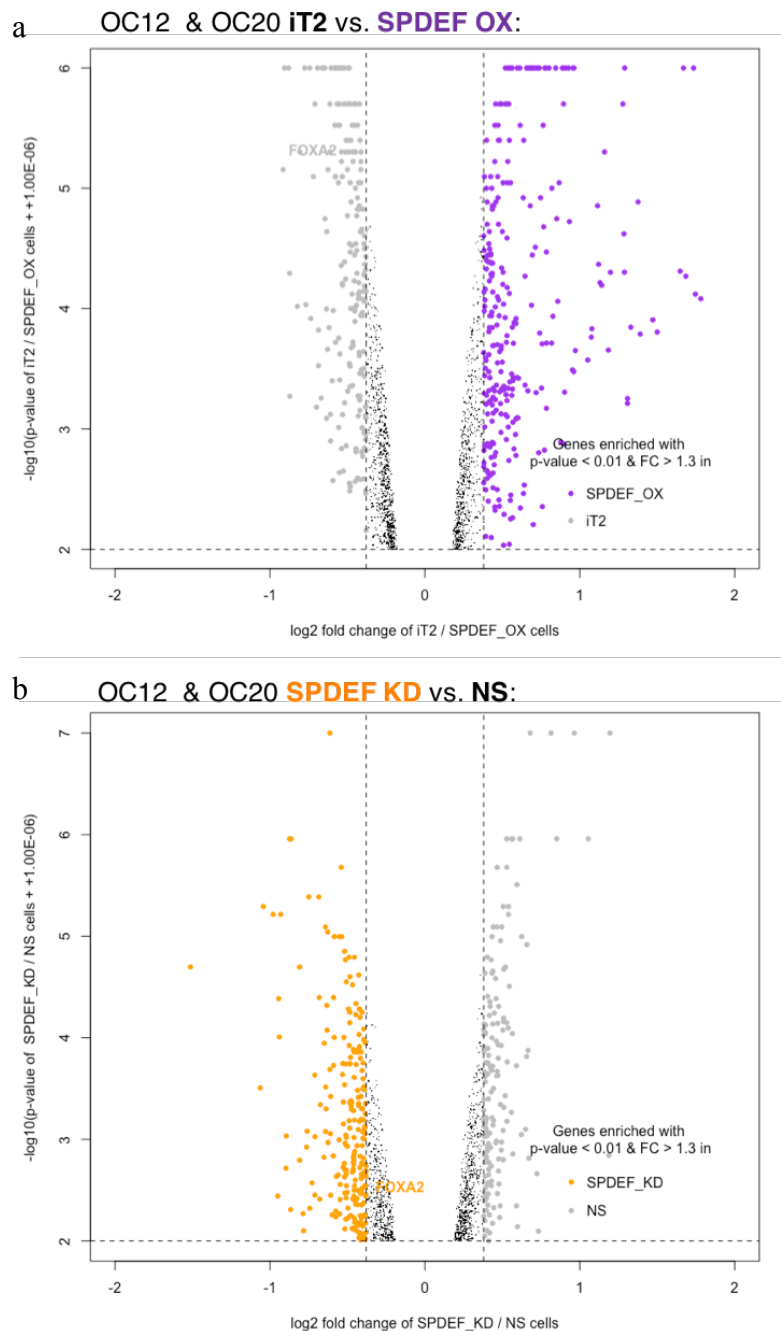 a
OC12 & OC20 iT2 vs. SPDEF OX:
-log10(p-value of iT2 / SPDEF_OX cells + +1.00E-06)
6
5
4
3
2
FOXA2
Genes enriched with
p-value < 0.01 & FC > 1.3 in
SPDEF_OX
iT2
-2 -1 0 1 2
log2 fold change of iT2 / SPDEF_OX cells
b
OC12 & OC20 SPDEF KD vs. NS:
-log10(p-value of SPDEF_KD / NS cells + +1.00E-06)
7
6
5
4
3
2
FOXA2
Genes enriched with
p-value < 0.01 & FC > 1.3 in
SPDEF_KD
NS
-2 -1 0 1 2
log2 fold change of SPDEF_KD / NS cells